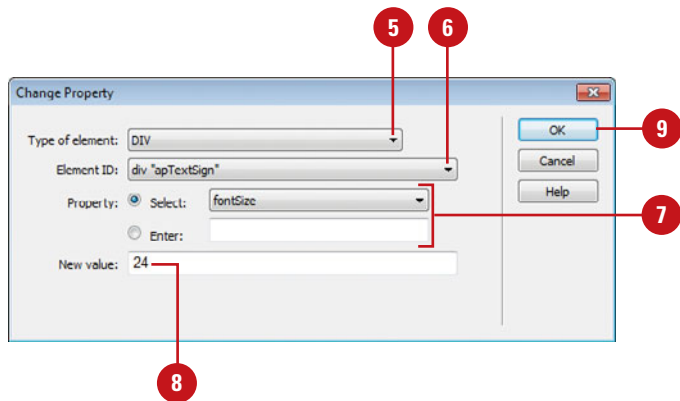 5 6
Change Property
Type of element: DIV
OK
9
Element ID: div "apTextSign"
Cancel
Property: Select: fontSize
Help
7
Enter:
New value: 24
8